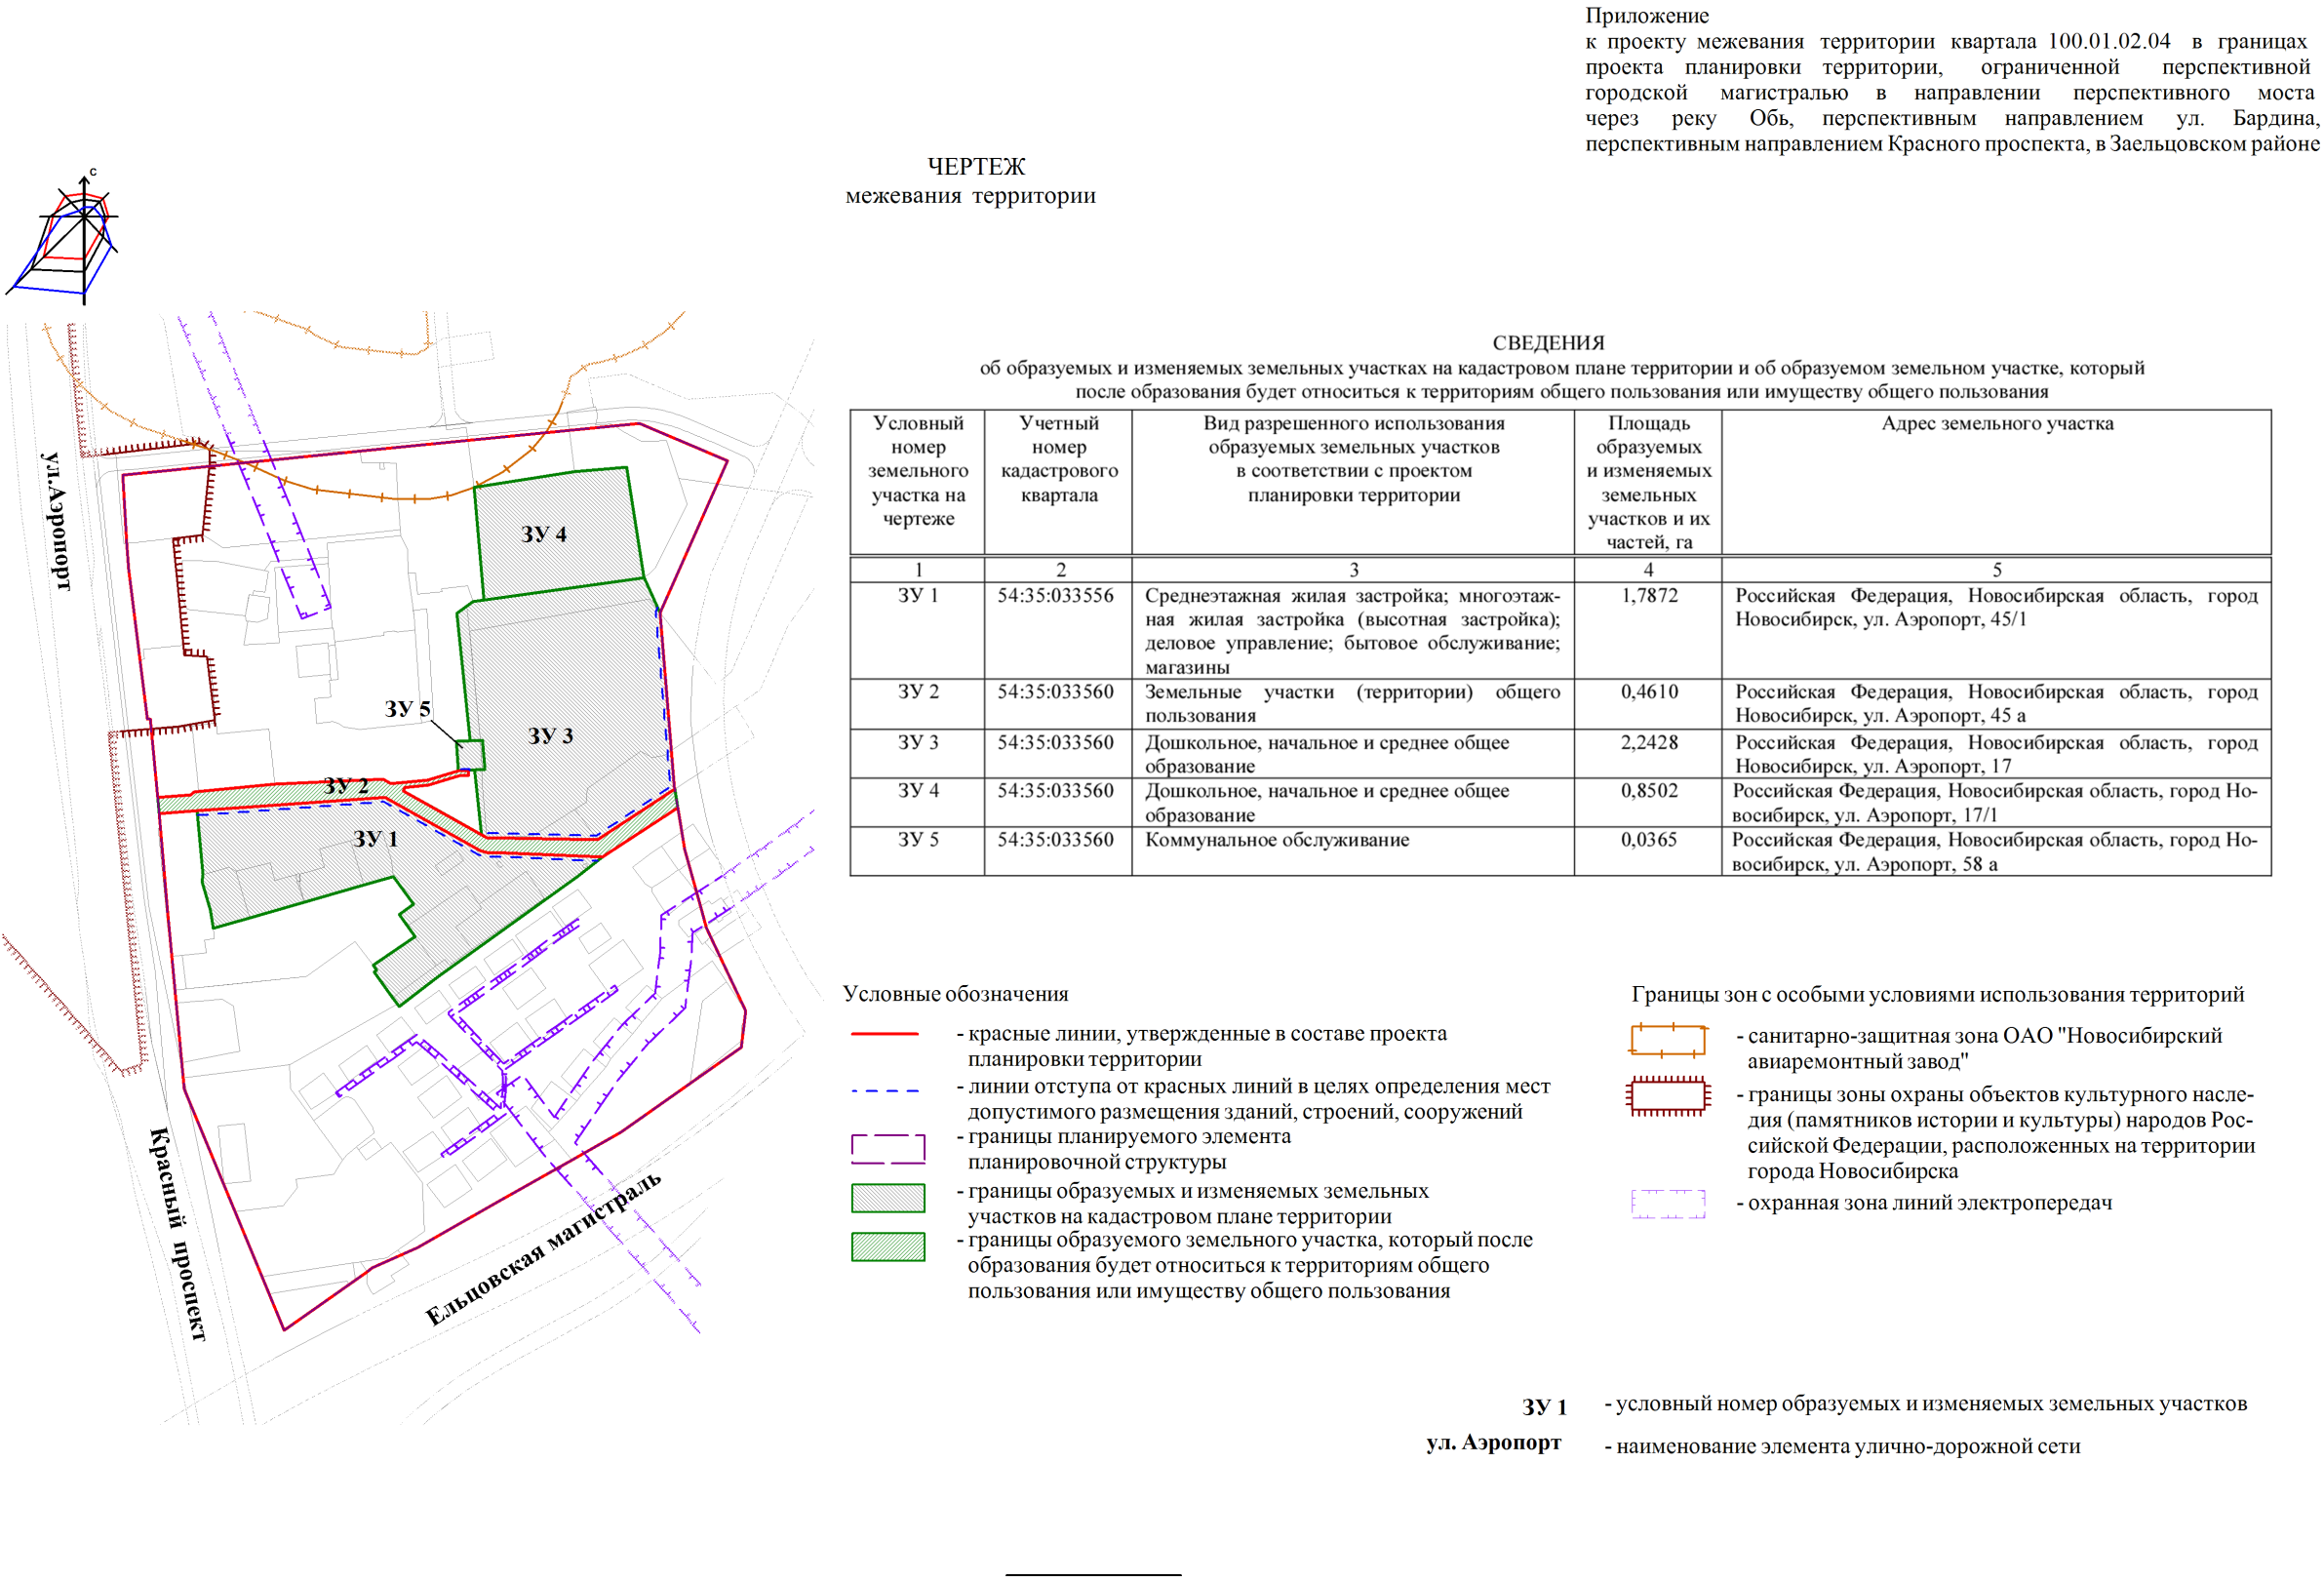 Приложение
к проекту межевания территории квартала 100.01.02.04 в границах
проекта планировки территории, ограниченной перспективной
городской магистралью в направлении перспективного моста
через реку Обь, перспективным направлением ул. Бардина,
перспективным направлением Красного проспекта, в Заельцовском районе
ЧЕРТЕЖ
межевания территории
С
ул.Аэропорт
ЗУ 4
ЗУ 5
ЗУ 3
ЗУ 2
ЗУ 1
Красный проспект
Ельцовская магистраль
СВЕДЕНИЯ
об образуемых и изменяемых земельных участках на кадастровом плане территории и об образуемом земельном участке, который
после образования будет относиться к территориям общего пользования или имуществу общего пользования
Условный
номер
земельного
участка на
чертеже
Учетный
номер
кадастрового
квартала
Вид разрешенного использования
образуемых земельных участков
в соответствии с проектом
планировки территории
Площадь
образуемых
и изменяемых
земельных
участков и их
частей, га
Адрес земельного участка
1 2 3 4 5
ЗУ 1
54:35:033556
Среднеэтажная жилая застройка; многоэтаж-
ная жилая застройка (высотная застройка);
деловое управление; бытовое обслуживание;
магазины
1,7872
Российская Федерация, Новосибирская область, город
Новосибирск, ул. Аэропорт, 45/1
ЗУ 2
54:35:033560
Земельные участки (территории) общего
пользования
0,4610
Российская Федерация, Новосибирская область, город
Новосибирск, ул. Аэропорт, 45 а
ЗУ 3
54:35:033560
Дошкольное, начальное и среднее общее
образование
2,2428
Российская Федерация, Новосибирская область, город
Новосибирск, ул. Аэропорт, 17
ЗУ 4
54:35:033560
Дошкольное, начальное и среднее общее
образование
0,8502
Российская Федерация, Новосибирская область, город Но-
восибирск, ул. Аэропорт, 17/1
ЗУ 5
54:35:033560
Коммунальное обслуживание
0,0365
Российская Федерация, Новосибирская область, город Но-
восибирск, ул. Аэропорт, 58 а
Условные обозначения
- красные линии, утвержденные в составе проекта
планировки территории
- линии отступа от красных линий в целях определения мест
допустимого размещения зданий, строений, сооружений
- границы планируемого элемента
планировочной структуры
- границы образуемых и изменяемых земельных
участков на кадастровом плане территории
- границы образуемого земельного участка, который после
образования будет относиться к территориям общего
пользования или имуществу общего пользования
Границы зон с особыми условиями использования территорий
- санитарно-защитная зона ОАО "Новосибирский
авиаремонтный завод"
- границы зоны охраны объектов культурного насле-
дия (памятников истории и культуры) народов Рос-
сийской Федерации, расположенных на территории
города Новосибирска
- охранная зона линий электропередач
ЗУ 1 - условный номер образуемых и изменяемых земельных участков
ул. Аэропорт - наименование элемента улично-дорожной сети